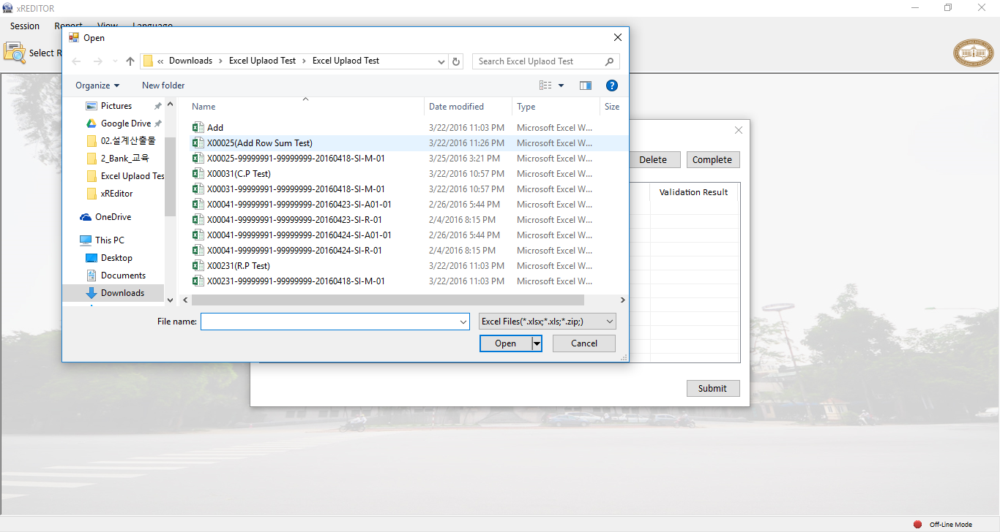 xREDITOR
Session Report View Language
Select R
Open
« Downloads › Excel Uplaod Test › Excel Uplaod Test
Search Excel Uplaod Test
Organize New folder
Pictures
Google Drive
02.설계산출물
2_Bank_교육
Excel Uplaod Tes
xREditor
OneDrive
This PC
Desktop
Documents
Downloads
Name Date modified Type Size
Add 3/22/2016 11:03 PM Microsoft Excel W...
X00025(Add Row Sum Test) 3/22/2016 11:26 PM Microsoft Excel W...
X00025-99999991-99999999-20160418-SI-M-01 3/25/2016 3:21 PM Microsoft Excel W...
X00031(C.P Test) 3/22/2016 10:57 PM Microsoft Excel W...
X00031-99999991-99999999-20160418-SI-M-01 3/22/2016 10:57 PM Microsoft Excel W...
X00041-99999991-99999999-20160423-SI-A01-01 2/26/2016 5:44 PM Microsoft Excel W...
X00041-99999991-99999999-20160423-SI-R-01 2/4/2016 8:15 PM Microsoft Excel W...
X00041-99999991-99999999-20160424-SI-A01-01 2/26/2016 5:44 PM Microsoft Excel W...
X00041-99999991-99999999-20160424-SI-R-01 2/4/2016 8:15 PM Microsoft Excel W...
X00231(R.P Test) 3/22/2016 11:03 PM Microsoft Excel W...
X00231-99999991-99999999-20160418-SI-M-01 3/22/2016 11:03 PM Microsoft Excel W...
File name: Excel Files(*.xlsx;*.xls;*.zip;)
Open Cancel
Delete Complete
Validation Result
Submit
Off-Line Mode